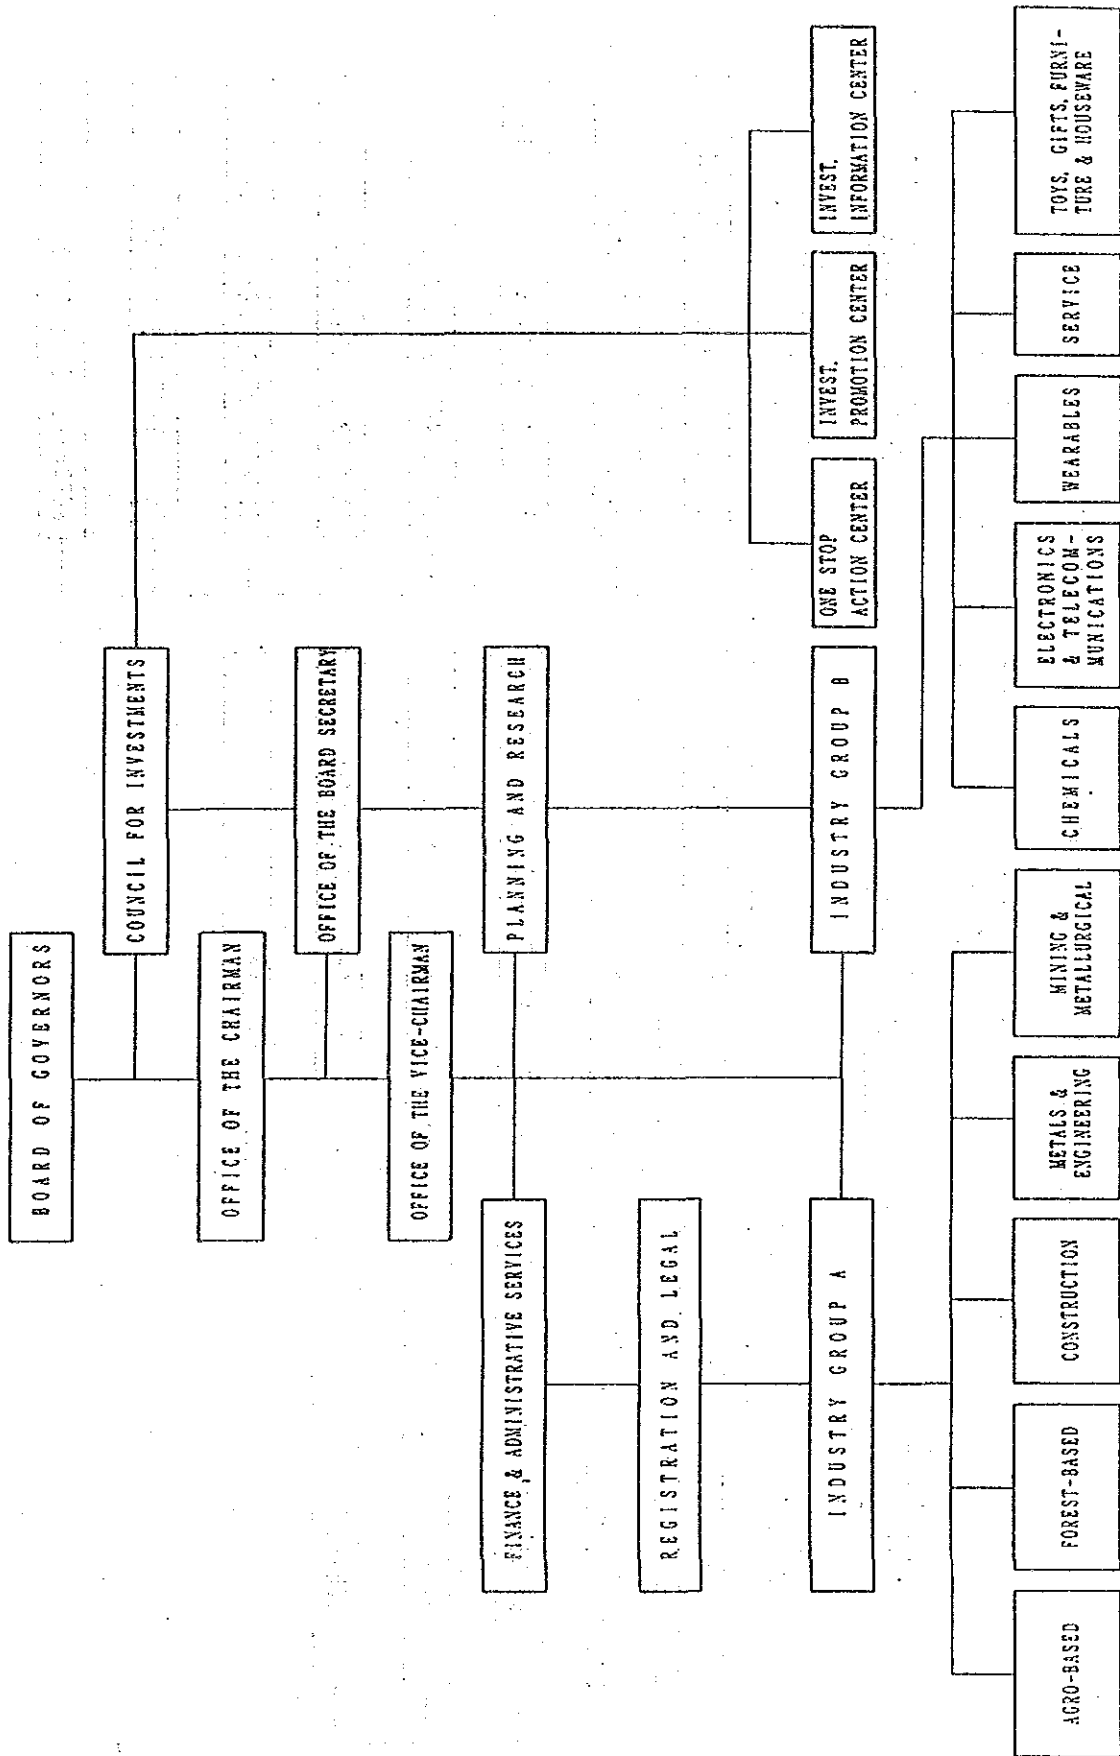 BOARD OF GOVERNORS
COUNCIL FOR INVESTMENTS
OFFICE OF THE CHAIRMAN
OFFICE OF THE BOARD SECRETARY
OFFICE OF THE VICE-CHAIRMAN
FINANCE & ADMINISTRATIVE SERVICES
PLANNING AND RESEARCH
REGISTRATION AND LEGAL
INDUSTRY GROUP A
INDUSTRY GROUP B
ONE STOP
ACTION CENTER
INVEST.
PROMOTION CENTER
INVEST.
INFORMATION CENTER
AGRO-BASED
FOREST-BASED
CONSTRUCTION
METALS &
ENGINEERING
MINING &
METALLURGICAL
CHEMICALS
ELECTRONICS
& TELECOM-
MUNICATIONS
WEARABLES
SERVICE
TOYS, GIFTS, FURNI-
TURE & HOUSEWARE